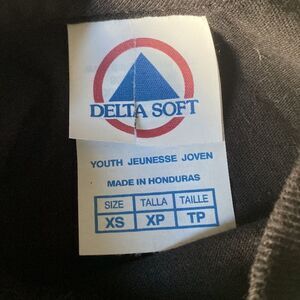 DELTA SOFT
YOUTH JEUNESSE JOVEN
MADE IN HONDURAS
SIZE TALLA TAILLE
XS XP TP